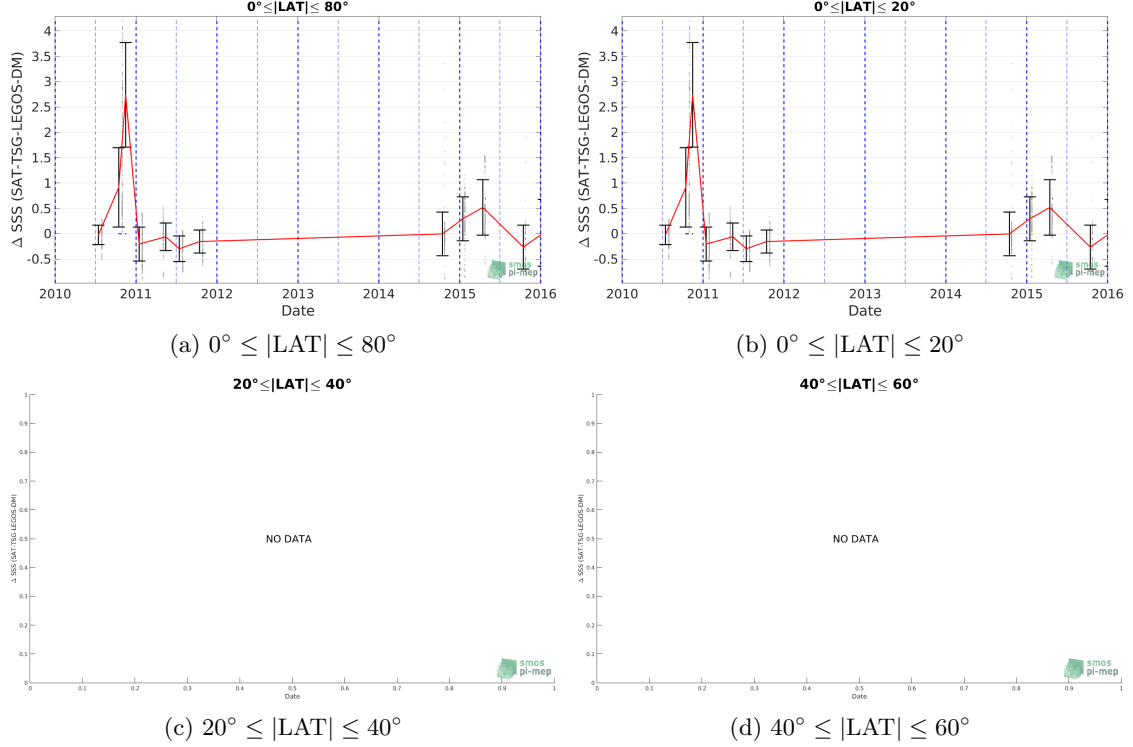 0°≤|LAT|≤ 80°
Δ SSS (SAT-TSG-LEGOS-DM)
4
3.5
3
2.5
2
1.5
1
0.5
0
-0.5
2010 2011 2012 2013 2014 2015 2016
Date
smos
pi-mep
(a) 0° ≤ |LAT| ≤ 80°
0°≤|LAT|≤ 20°
Δ SSS (SAT-TSG-LEGOS-DM)
4
3.5
3
2.5
2
1.5
1
0.5
0
-0.5
2010 2011 2012 2013 2014 2015 2016
Date
smos
pi-mep
(b) 0° ≤ |LAT| ≤ 20°
20°≤|LAT|≤ 40°
Δ SSS (SAT-TSG-LEGOS-DM)
1
0.9
0.8
0.7
0.6
0.5
0.4
0.3
0.2
0.1
0
NO DATA
0 0.1 0.2 0.3 0.4 0.5 0.6 0.7 0.8 0.9 1
Date
smos
pi-mep
(c) 20° ≤ |LAT| ≤ 40°
40°≤|LAT|≤ 60°
Δ SSS (SAT-TSG-LEGOS-DM)
1
0.9
0.8
0.7
0.6
0.5
0.4
0.3
0.2
0.1
0
NO DATA
0 0.1 0.2 0.3 0.4 0.5 0.6 0.7 0.8 0.9 1
Date
smos
pi-mep
(d) 40° ≤ |LAT| ≤ 60°